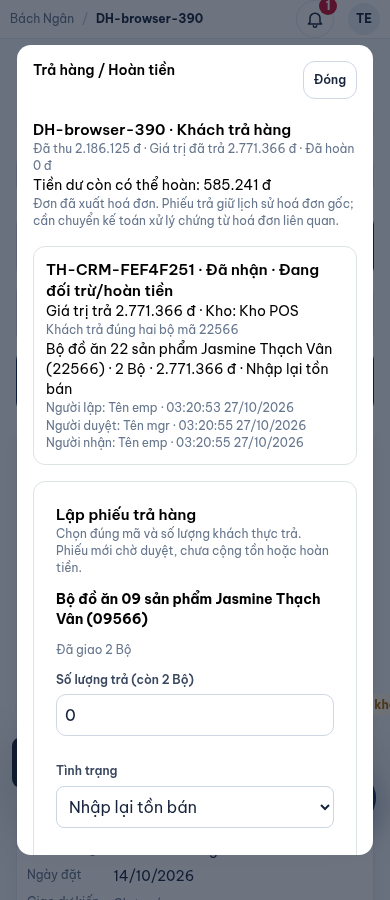 Bách Ngân / DH-browser-390
1
TE
Trả hàng / Hoàn tiền
Đóng
DH-browser-390 · Khách trả hàng
Đã thu 2.186.125 đ · Giá trị đã trả 2.771.366 đ · Đã hoàn
0 đ
Tiền dư còn có thể hoàn: 585.241 đ
Đơn đã xuất hoá đơn. Phiếu trả giữ lịch sử hoá đơn gốc;
cần chuyển kế toán xử lý chứng từ hoá đơn liên quan.
TH-CRM-FEF4F251 · Đã nhận · Đang
đối trừ/hoàn tiền
Giá trị trả 2.771.366 đ · Kho: Kho POS
Khách trả đúng hai bộ mã 22566
Bộ đồ ăn 22 sản phẩm Jasmine Thạch Vân
(22566) · 2 Bộ · 2.771.366 đ · Nhập lại tồn
bán
Người lập: Tên emp · 03:20:53 27/10/2026
Người duyệt: Tên mgr · 03:20:55 27/10/2026
Người nhận: Tên emp · 03:20:55 27/10/2026
Lập phiếu trả hàng
Chọn đúng mã và số lượng khách thực trả.
Phiếu mới chờ duyệt, chưa cộng tồn hoặc hoàn
tiền.
Bộ đồ ăn 09 sản phẩm Jasmine Thạch
Vân (09566)
Đã giao 2 Bộ
Số lượng trả (còn 2 Bộ)
0
Tình trạng
Nhập lại tồn bán
Ngày đặt 14/10/2026